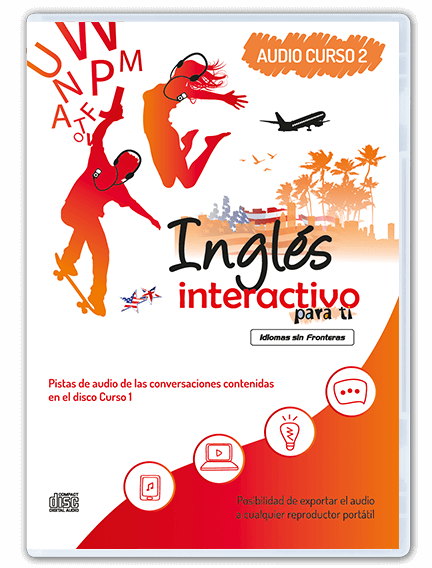 AUDIO CURSO 2
U W
N P M
A T F
O
Inglés
interactivo
para ti
Idiomas sin Fronteras
Pistas de audio de las conversaciones contenidas
en el disco Curso 1
COMPACT
disc
DIGITAL AUDIO
Posibilidad de exportar el audio
a cualquier reproductor portátil